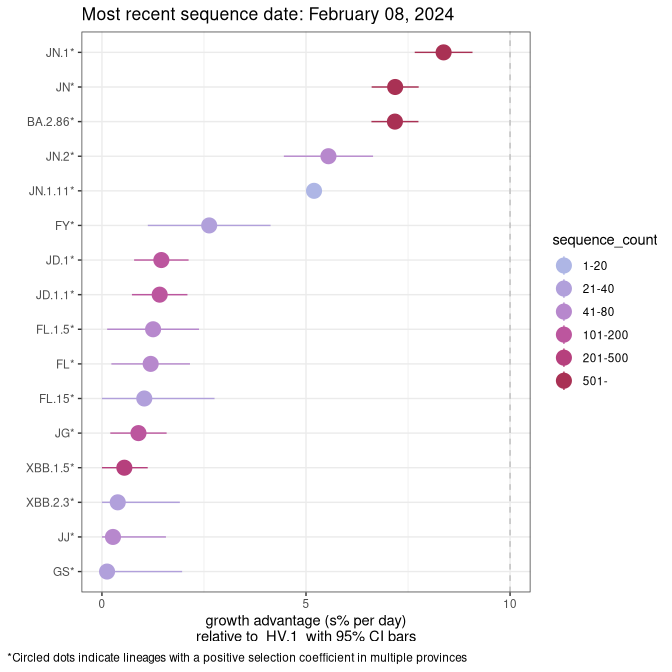 Most recent sequence date: February 08, 2024
JN.1*
JN*
BA.2.86*
JN.2*
JN.1.11*
FY*
JD.1*
JD.1.1*
FL.1.5*
FL*
FL.15*
JG*
XBB.1.5*
XBB.2.3*
JJ*
GS*
0 5 10
growth advantage (s% per day)
relative to HV.1 with 95% CI bars
sequence_count
1-20
21-40
41-80
101-200
201-500
501-
*Circled dots indicate lineages with a positive selection coefficient in multiple provinces